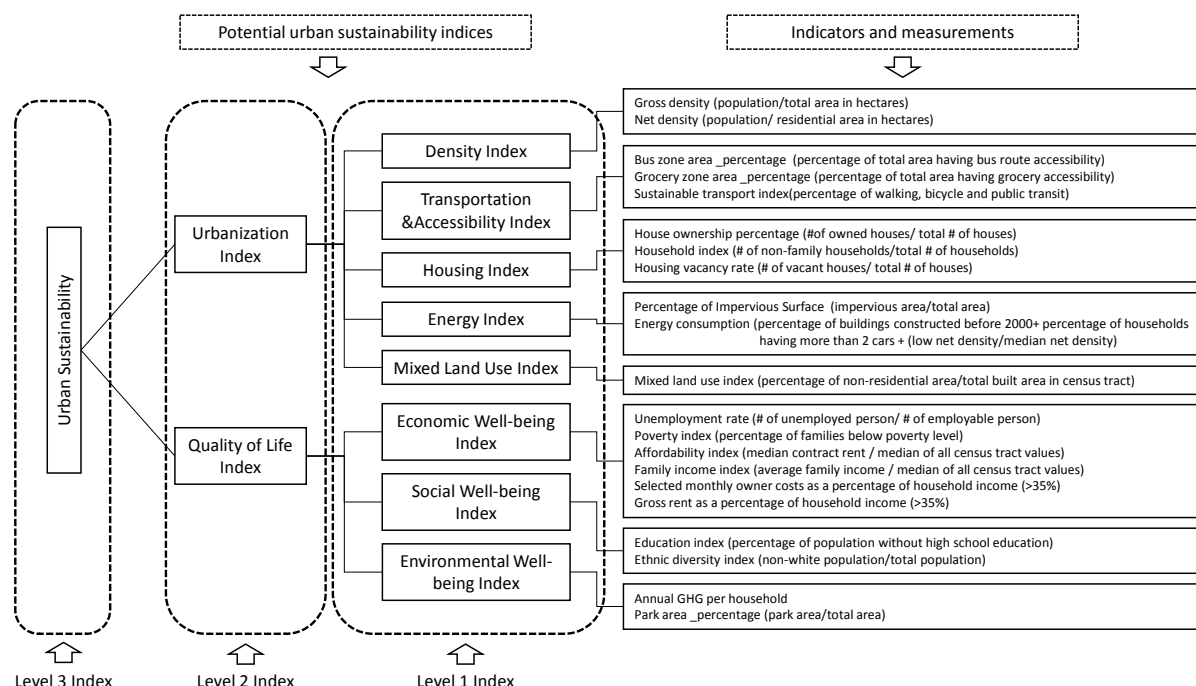 Potential urban sustainability indices
Indicators and measurements
Urban Sustainability
Urbanization
Index
Quality of Life
Index
Density Index
Transportation
&Accessibility Index
Housing Index
Energy Index
Mixed Land Use Index
Economic Well-being
Index
Social Well-being
Index
Environmental Well-
being Index
Gross density (population/total area in hectares)
Net density (population/ residential area in hectares)
Bus zone area _percentage (percentage of total area having bus route accessibility)
Grocery zone area _percentage (percentage of total area having grocery accessibility)
Sustainable transport index(percentage of walking, bicycle and public transit)
House ownership percentage (#of owned houses/ total # of houses)
Household index (# of non-family households/total # of households)
Housing vacancy rate (# of vacant houses/ total # of houses)
Percentage of Impervious Surface (impervious area/total area)
Energy consumption (percentage of buildings constructed before 2000+ percentage of households
having more than 2 cars + (low net density/median net density)
Mixed land use index (percentage of non-residential area/total built area in census tract)
Unemployment rate (# of unemployed person/ # of employable person)
Poverty index (percentage of families below poverty level)
Affordability index (median contract rent / median of all census tract values)
Family income index (average family income / median of all census tract values)
Selected monthly owner costs as a percentage of household income (>35%)
Gross rent as a percentage of household income (>35%)
Education index (percentage of population without high school education)
Ethnic diversity index (non-white population/total population)
Annual GHG per household
Park area _percentage (park area/total area)
Level 3 Index
Level 2 Index
Level 1 Index